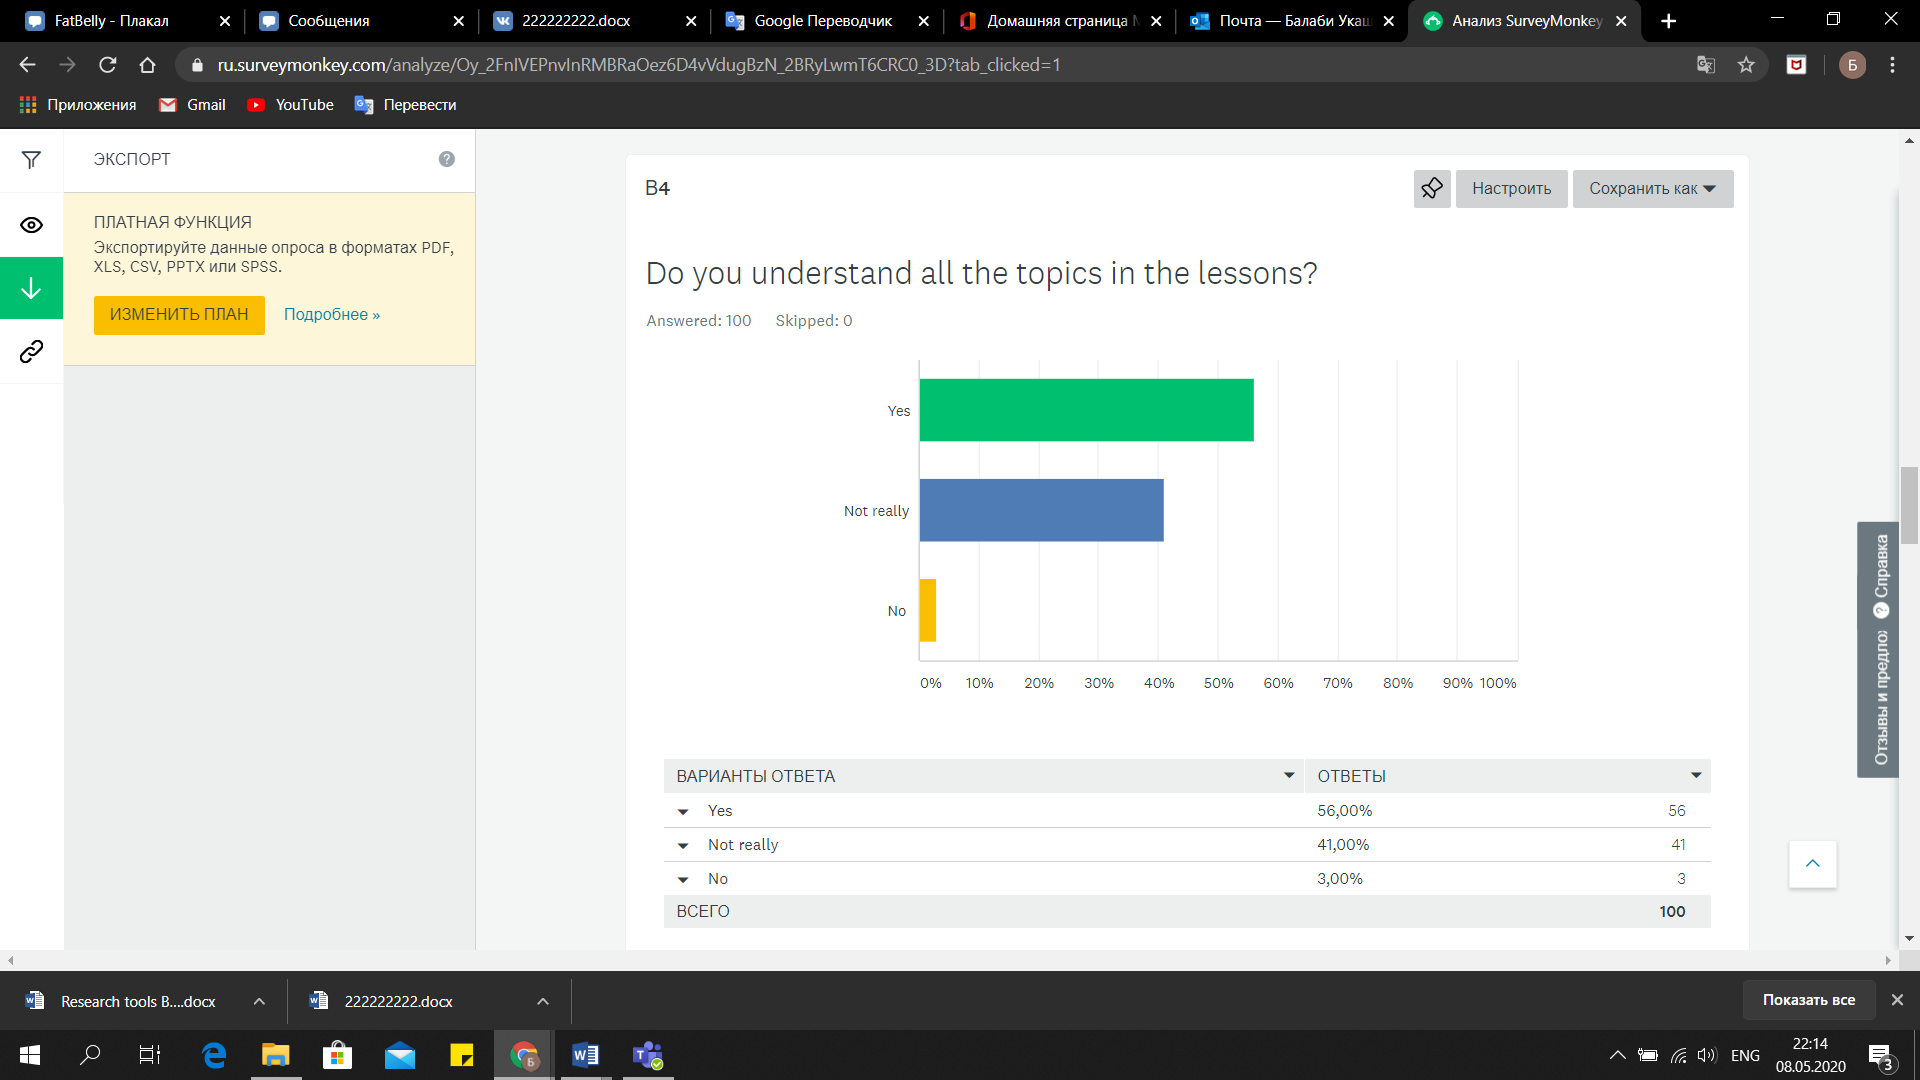 FatBelly - Плакал
Сообщения
222222222.docx
Google Переводчик
Домашняя страница
Почта — Балаби Укаш
Анализ SurveyMonkey
ru.surveymonkey.com/analyze/Oy_2FnIVEPnvInRMBRaOez6D4vVdugBzN_2BRyLwmT6CRC0_3D?tab_clicked=1
Б
Приложения
Gmail
YouTube
Перевести
ЭКСПОРТ
ПЛАТНАЯ ФУНКЦИЯ
Экспортируйте данные опроса в форматах PDF,
XLS, CSV, PPTX или SPSS.
ИЗМЕНИТЬ ПЛАН
Подробнее »
В4
Настроить
Сохранить как
Do you understand all the topics in the lessons?
Answered: 100 Skipped: 0
Yes
Not really
No
0% 10% 20% 30% 40% 50% 60% 70% 80% 90% 100%
ВАРИАНТЫ ОТВЕТА ОТВЕТЫ
Yes 56,00% 56
Not really 41,00% 41
No 3,00% 3
ВСЕГО 100
Отзывы и предло: Справка
Research tools B....docx
222222222.docx
Показать все
ENG
22:14
08.05.2020
3